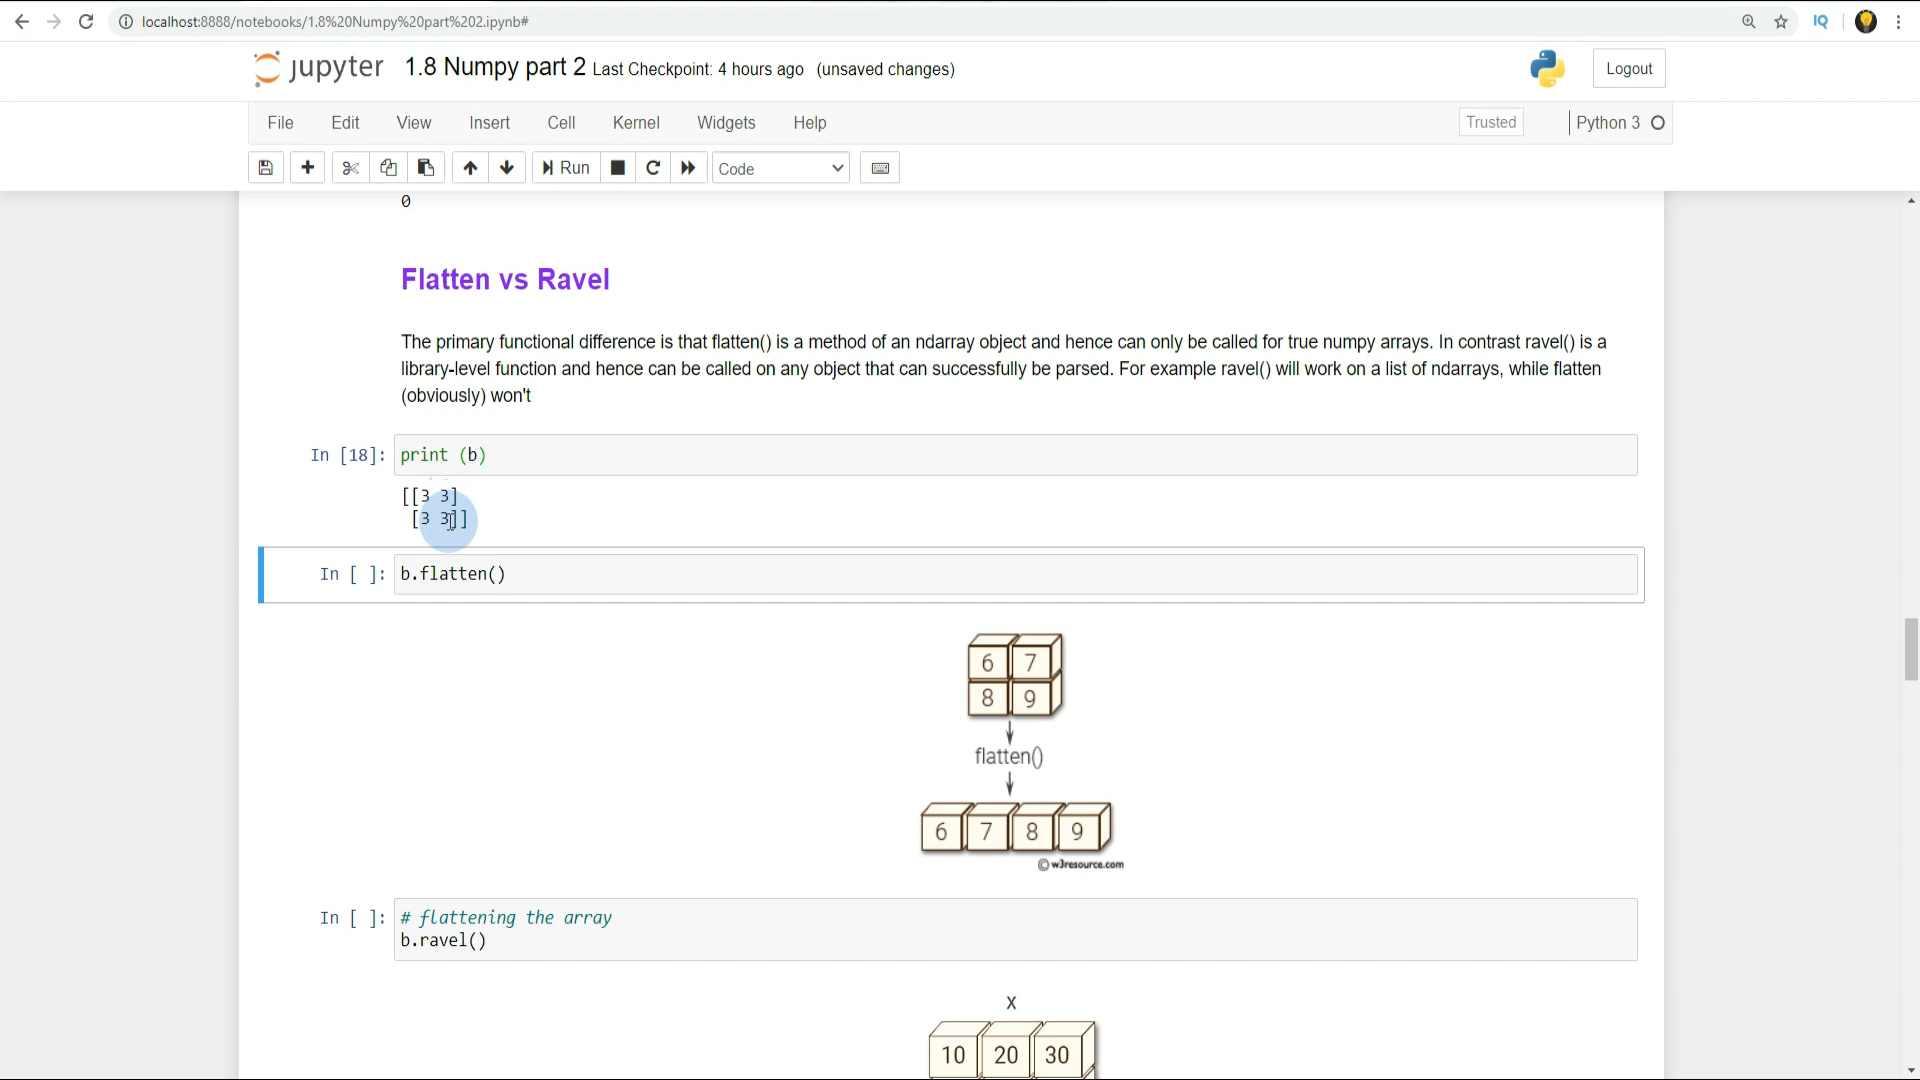 localhost:8888/notebooks/1.8%20Numpy%20part%202.ipynb#
IQ
jupyter 1.8 Numpy part 2 Last Checkpoint: 4 hours ago (unsaved changes)
Logout
File Edit View Insert Cell Kernel Widgets Help
Trusted
Python 3
Run
Code
0
Flatten vs Ravel
The primary functional difference is that flatten() is a method of an ndarray object and hence can only be called for true numpy arrays. In contrast ravel() is a
library-level function and hence can be called on any object that can successfully be parsed. For example ravel() will work on a list of ndarrays, while flatten
(obviously) won't
In [18]: print (b)
[[3 3]
[3 3]]
In [ ]: b.flatten()
6 7
8 9
flatten()
6 7 8 9
© w3resource.com
In [ ]: # flattening the array
b.ravel()
X
10 20 30